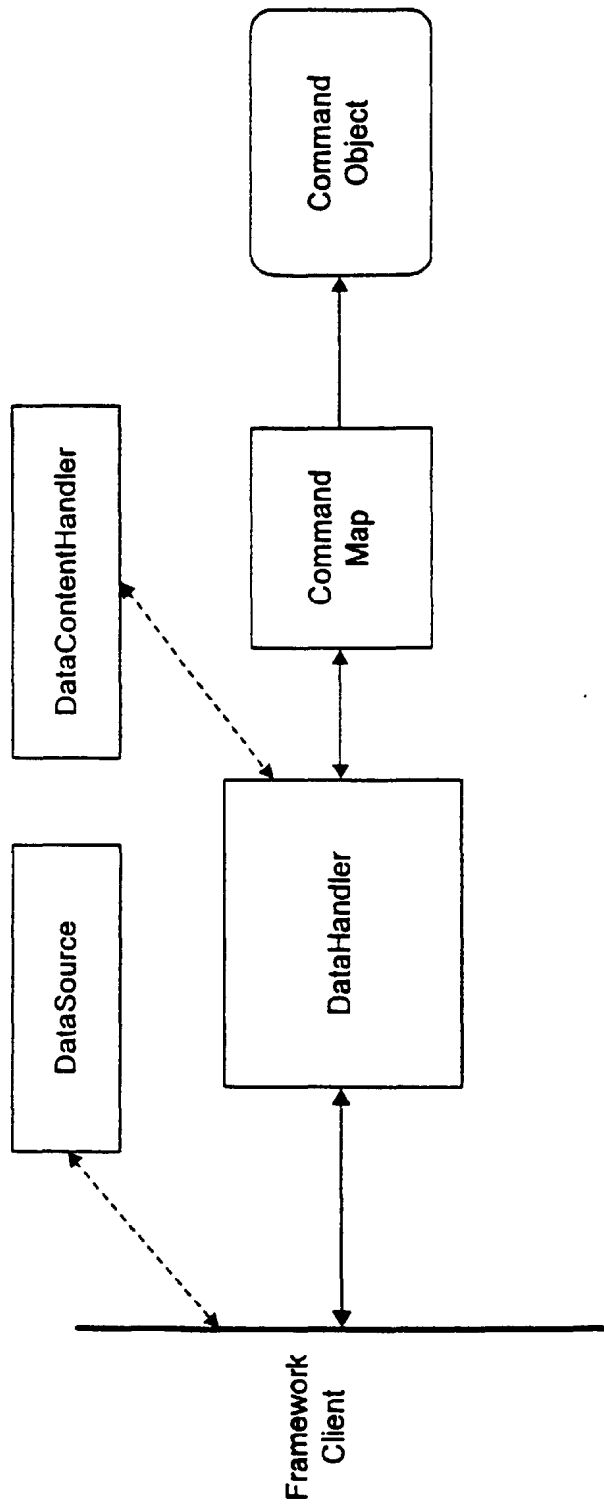 DataSource
DataContentHandler
Framework
Client
DataHandler
Command
Map
Command
Object